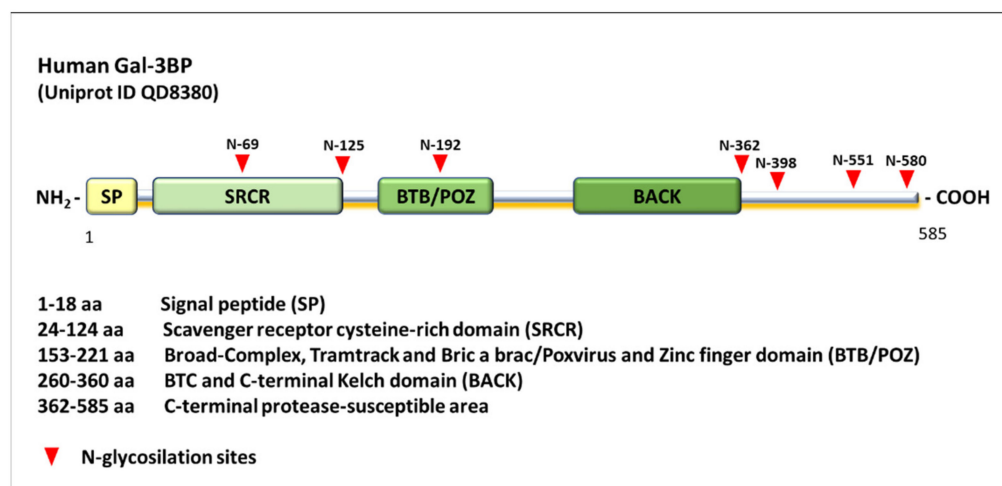 Human Gal-3BP
(Uniprot ID QD8380)
N-69 N-125 N-192 N-362 N-398 N-551 N-580
NH2 - SP SRCR BTB/POZ BACK - COOH
1 585
1-18 aa Signal peptide (SP)
24-124 aa Scavenger receptor cysteine-rich domain (SRCR)
153-221 aa Broad-Complex, Tramtrack and Bric a brac/Poxvirus and Zinc finger domain (BTB/POZ)
260-360 aa BTC and C-terminal Kelch domain (BACK)
362-585 aa C-terminal protease-susceptible area
N-glycosilation sites